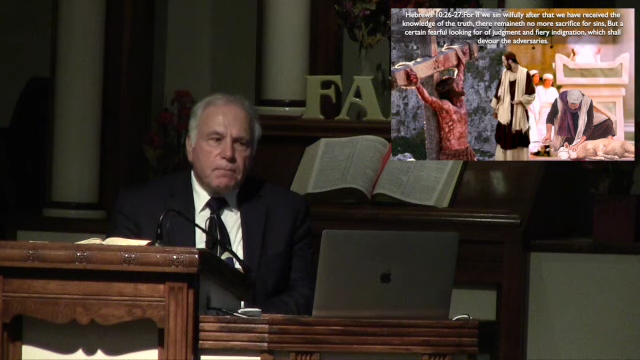 Hebrews 10:26-27:For if we sin wilfully after that we have received the
knowledge of the truth, there remaineth no more sacrifice for sins, But a
certain fearful looking for of judgment and fiery indignation, which shall
devour the adversaries.
FA